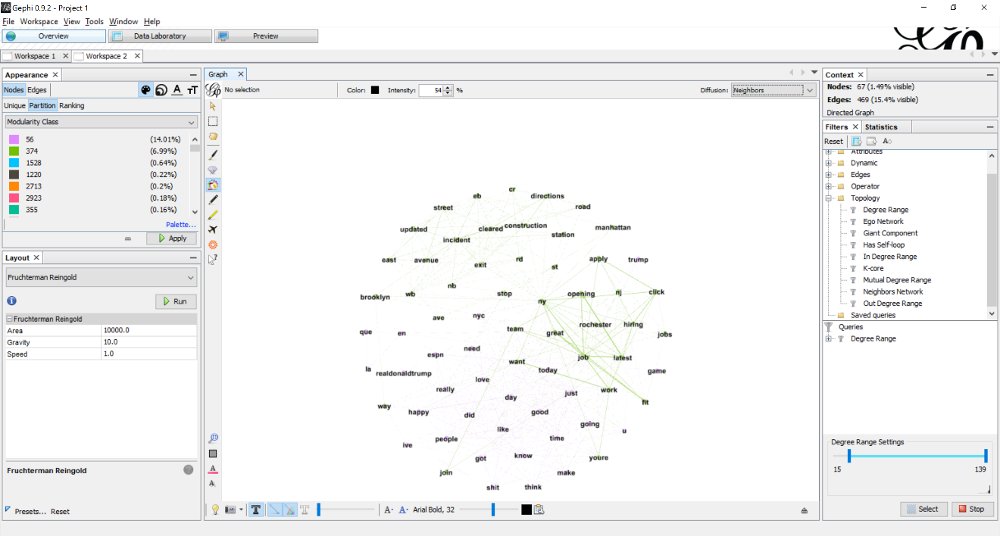 Gephi 0.9.2 - Project 1
File Workspace View Tools Window Help
Overview Data Laboratory Preview
Workspace 1 Workspace 2
Appearance
Nodes Edges
Unique Partition Ranking
Modularity Class
56 (14.01%)
374 (6.99%)
1528 (0.64%)
1220 (0.22%)
2713 (0.2%)
2923 (0.18%)
355 (0.16%)
Palette...
Apply
Layout
Fruchterman Reingold
Run
Fruchterman Reingold
Area 10000.0
Gravity 10.0
Speed 1.0
Fruchterman Reingold
Presets... Reset
Graph
No selection Color: Intensity: 54 % Diffusion: Neighbors
cr
eb directions
street road
updated cleared construction manhattan
incident station
east avenue exit rd st apply trump
nb
brooklyn wb stop ny opening nj click
ave nyc
que en team great rochester hiring jobs
espn need job latest
la realdonaldtrump want today game
love
really day just work
way happy did good fit
like going u
ive people time
got know youre
join make
shit think
Arial Bold, 32
Context
Nodes: 67 (1.49% visible)
Edges: 469 (15.4% visible)
Directed Graph
Filters Statistics
Reset
Attributes
Dynamic
Edges
Operator
Topology
Degree Range
Ego Network
Giant Component
Has Self-loop
In Degree Range
K-core
Mutual Degree Range
Neighbors Network
Out Degree Range
Saved queries
Queries
Degree Range
Degree Range Settings
15 139
Select Stop